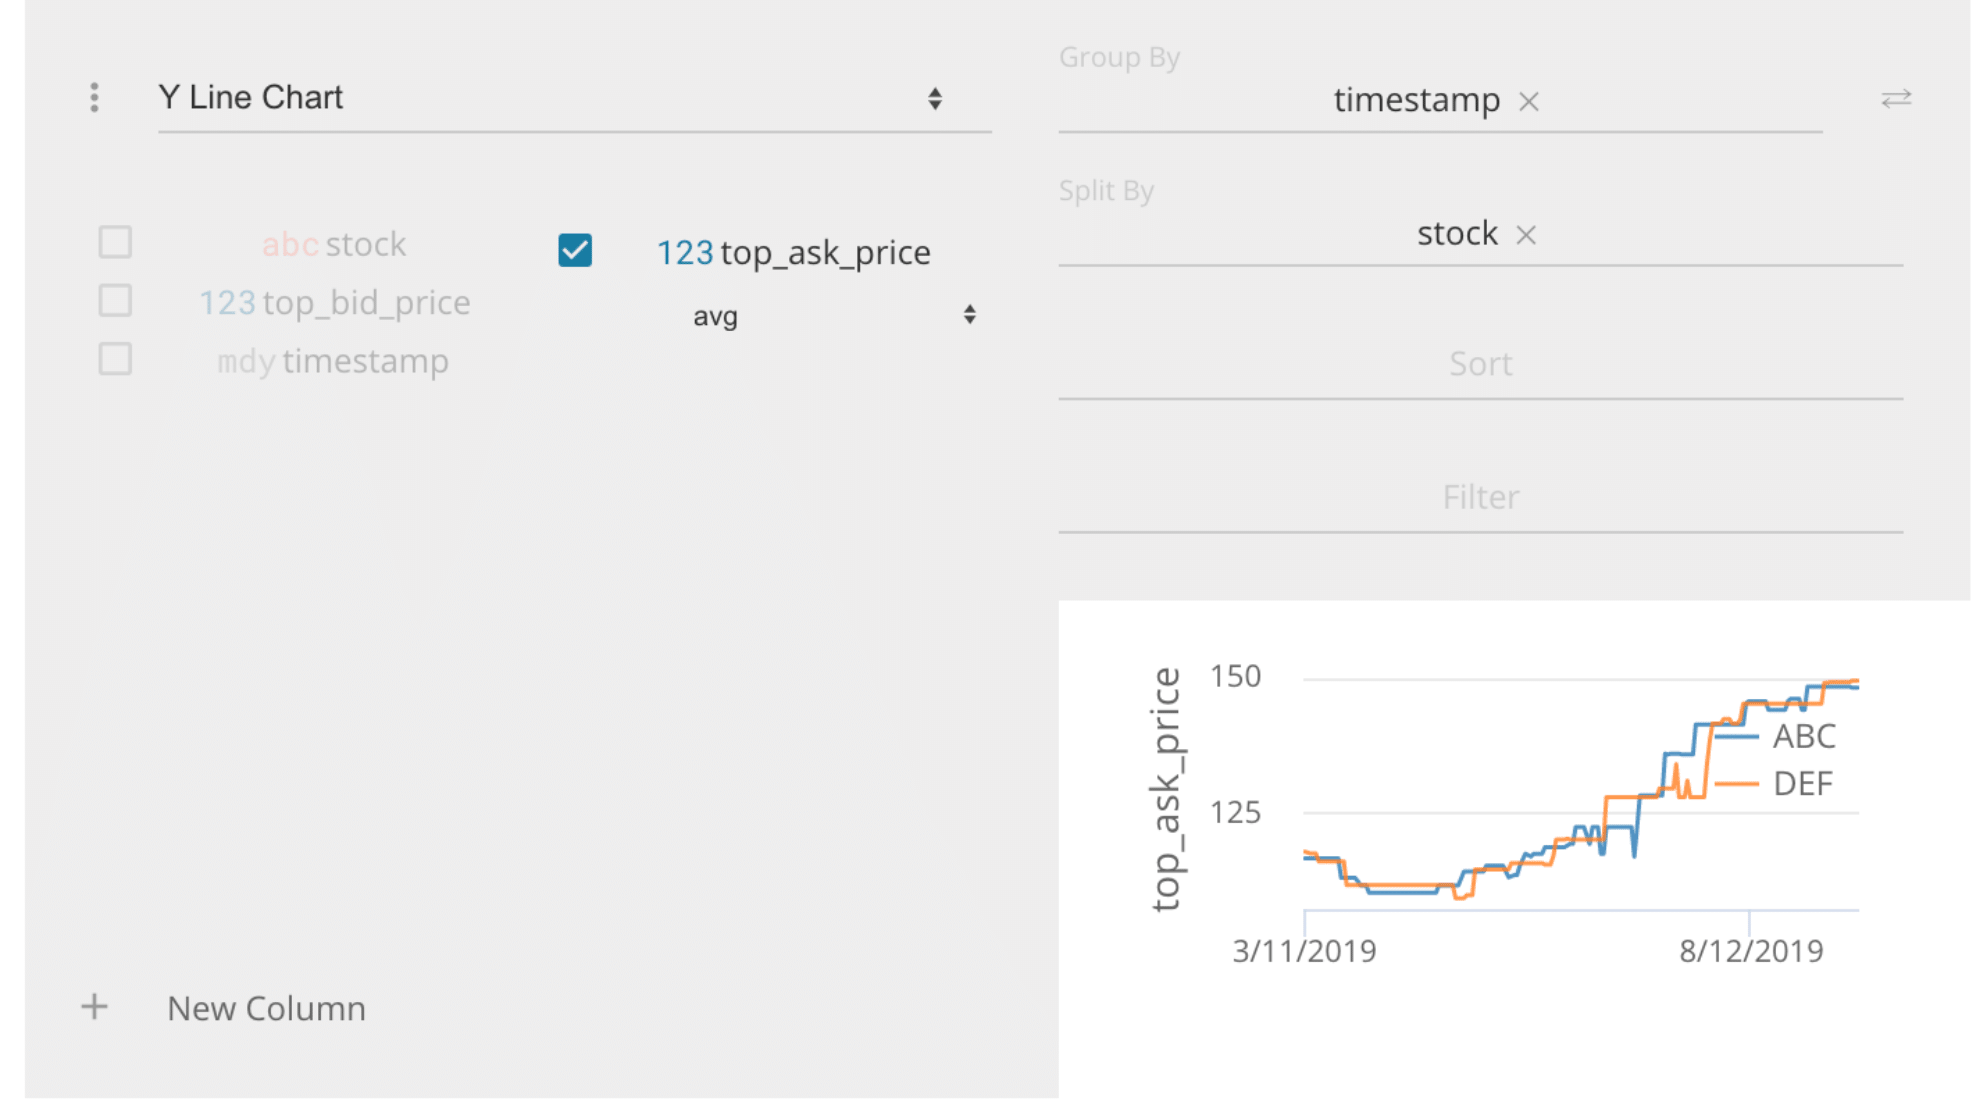 Y Line Chart
abc stock
123 top_bid_price
mdy timestamp
123 top_ask_price
avg
New Column
Group By
timestamp ×
Split By
stock ×
Sort
Filter
top_ask_price
150
125
ABC
DEF
3/11/2019
8/12/2019